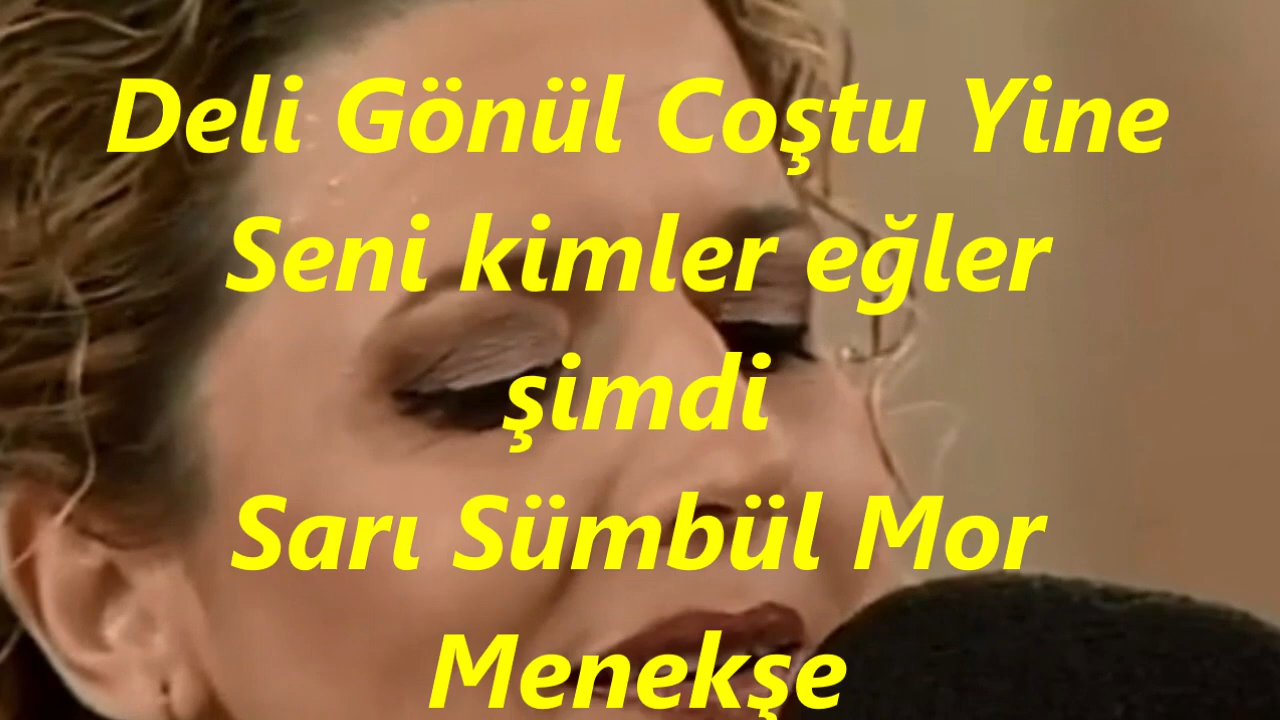 Deli Gönül Coştu Yine
Seni kimler eğler
şimdi
Sarı Sümbül Mor
Menekşe